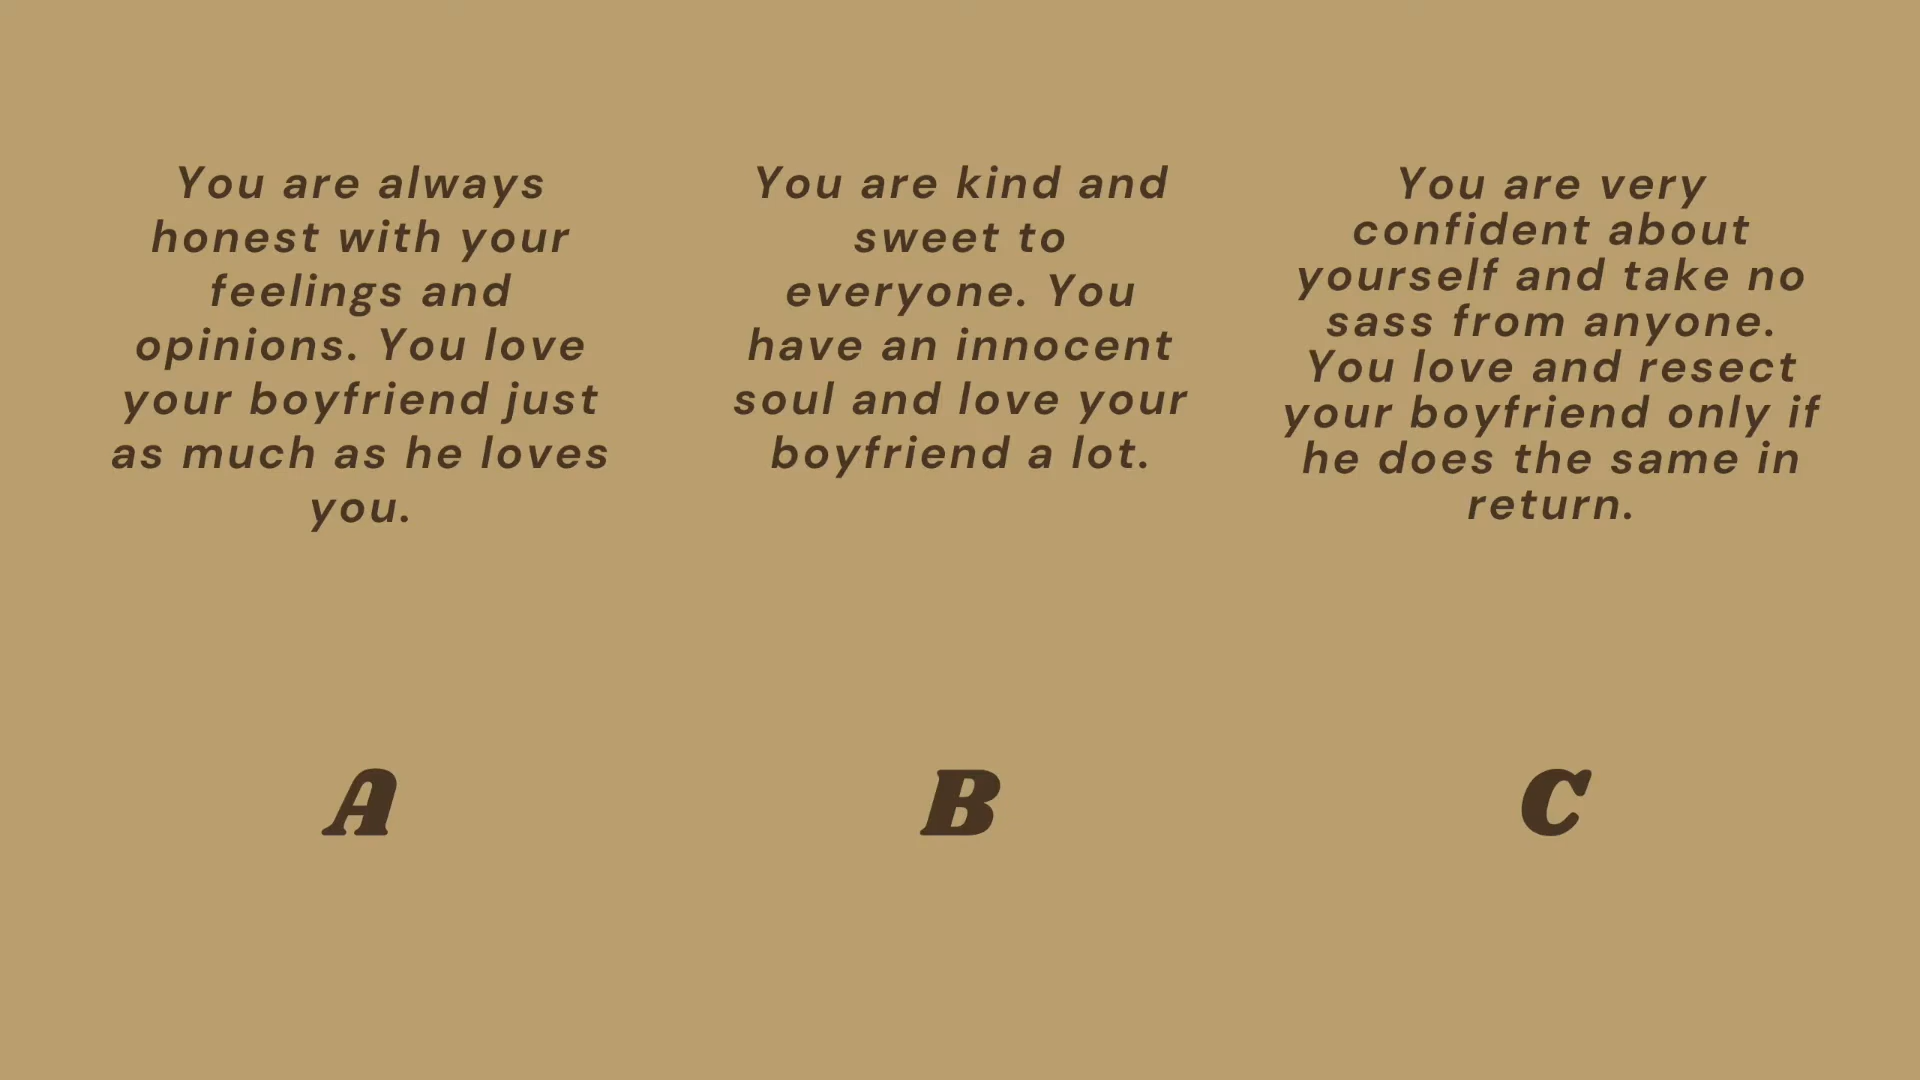 You are always
honest with your
feelings and
opinions. You love
your boyfriend just
as much as he loves
you.
A
You are kind and
sweet to
everyone. You
have an innocent
soul and love your
boyfriend a lot.
B
You are very
confident about
yourself and take no
sass from anyone.
You love and resect
your boyfriend only if
he does the same in
return.
C